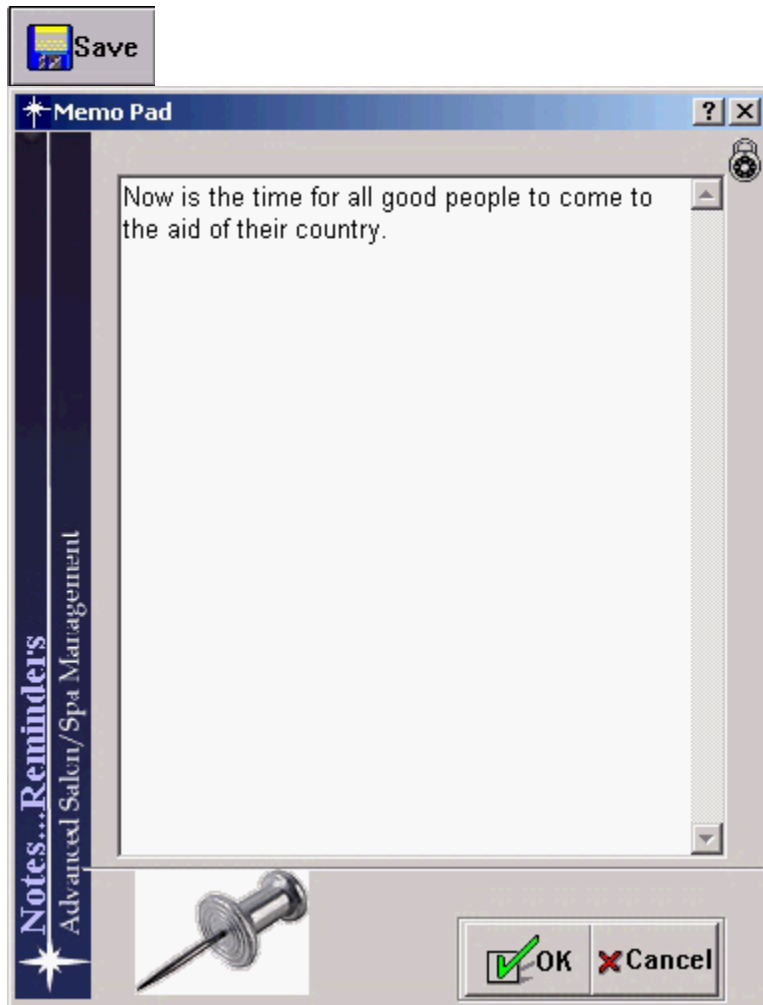 Save
Memo Pad
Now is the time for all good people to come to
the aid of their country.
Notes...Reminders
Advanced Salon/Spa Management
OK
Cancel